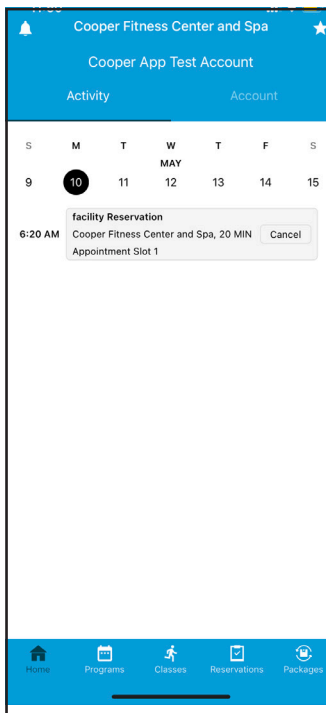 Cooper Fitness Center and Spa
Cooper App Test Account
Activity Account
S M T W T F S
MAY
9 10 11 12 13 14 15
facility Reservation
6:20 AM Cooper Fitness Center and Spa, 20 MIN Cancel
Appointment Slot 1
Home Programs Classes Reservations Packages